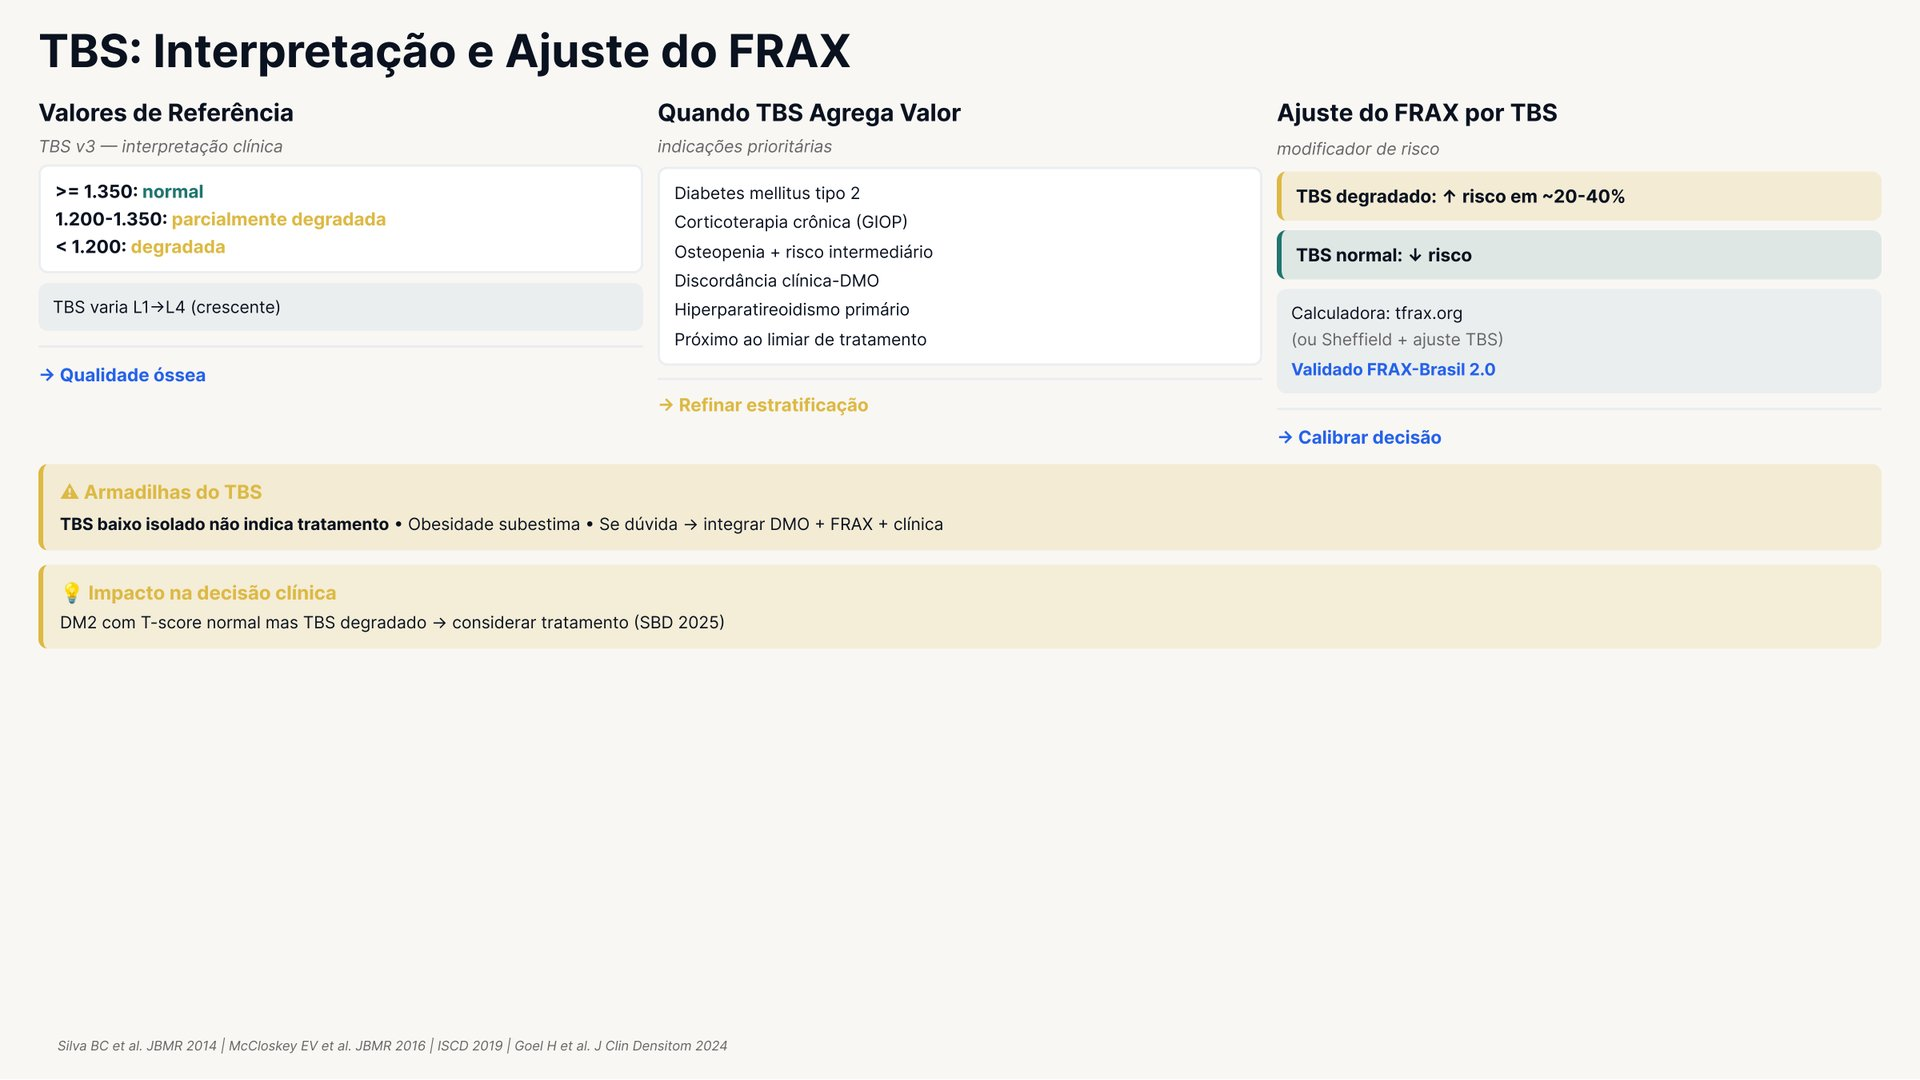 TBS: Interpretação e Ajuste do FRAX
Valores de Referência
TBS v3 — interpretação clínica
>= 1.350: normal
1.200-1.350: parcialmente degradada
< 1.200: degradada
TBS varia L1→L4 (crescente)
→ Qualidade óssea
Quando TBS Agrega Valor
indicações prioritárias
Diabetes mellitus tipo 2
Corticoterapia crônica (GIOP)
Osteopenia + risco intermediário
Discordância clínica-DMO
Hiperparatireoidismo primário
Próximo ao limiar de tratamento
→ Refinar estratificação
Ajuste do FRAX por TBS
modificador de risco
TBS degradado: ↑ risco em ~20-40%
TBS normal: ↓ risco
Calculadora: tfrax.org
(ou Sheffield + ajuste TBS)
Validado FRAX-Brasil 2.0
→ Calibrar decisão
⚠ Armadilhas do TBS
TBS baixo isolado não indica tratamento • Obesidade subestima • Se dúvida → integrar DMO + FRAX + clínica
💡 Impacto na decisão clínica
DM2 com T-score normal mas TBS degradado → considerar tratamento (SBD 2025)
Silva BC et al. JBMR 2014 | McCloskey EV et al. JBMR 2016 | ISCD 2019 | Goel H et al. J Clin Densitom 2024